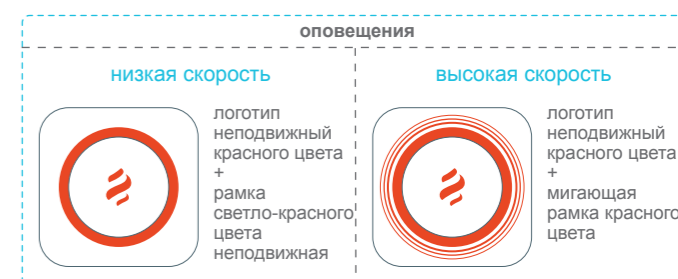 оповещения
низкая скорость
логотип
неподвижный
красного цвета
+
рамка
светло-красного
цвета
неподвижная
высокая скорость
логотип
неподвижный
красного цвета
+
мигающая
рамка красного
цвета